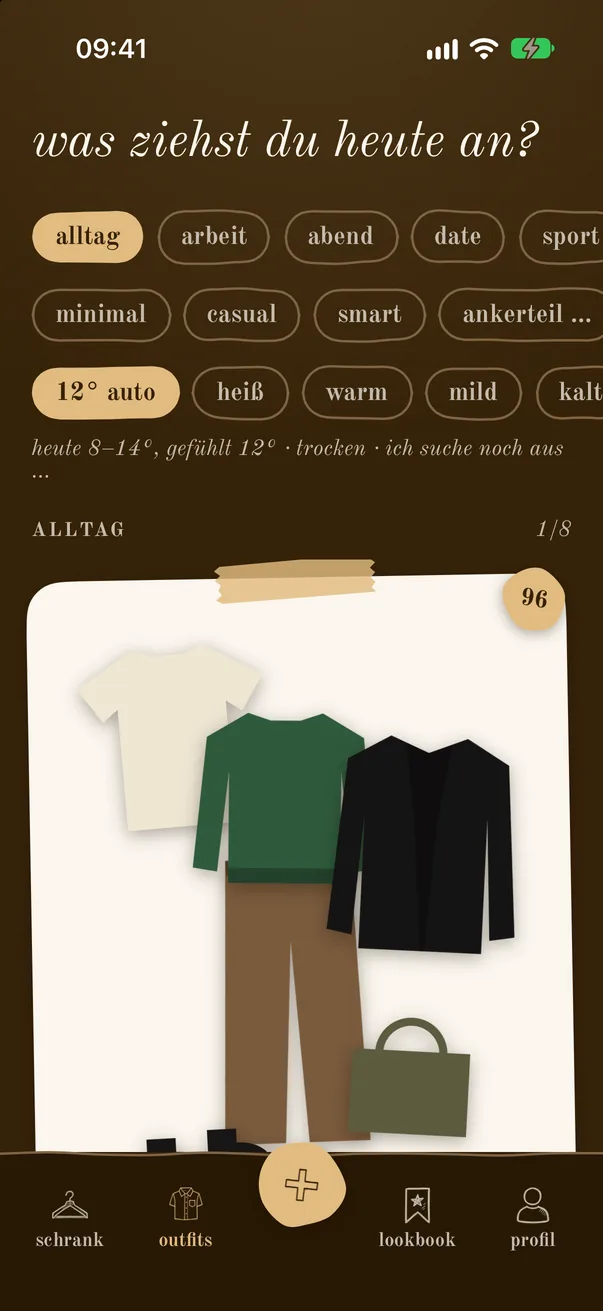 09:41
was ziehst du heute an?
alltag arbeit abend date sport
minimal casual smart ankerteil ...
12° auto heiß warm mild kalt
heute 8–14°, gefühlt 12° · trocken · ich suche noch aus
...
ALLTAG 1/8
96
schrank outfits lookbook profil